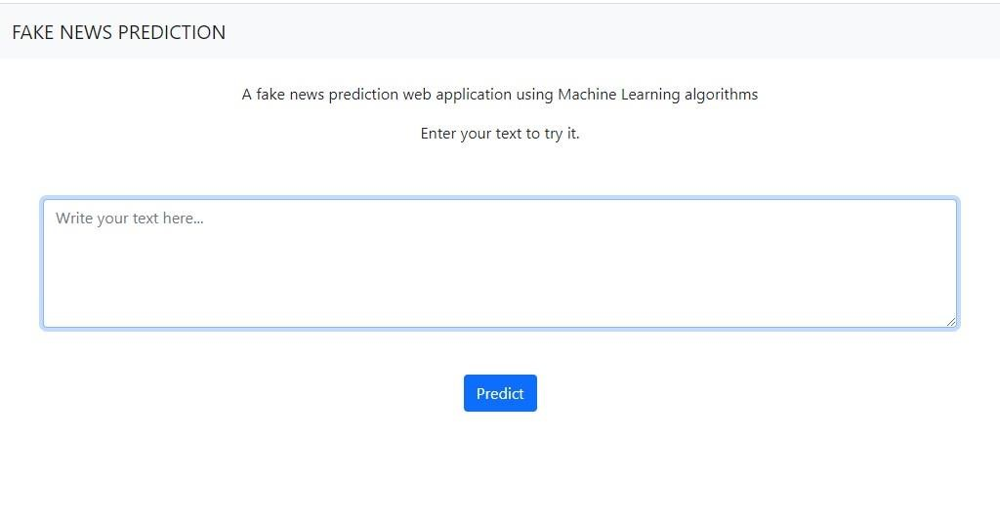 FAKE NEWS PREDICTION
A fake news prediction web application using Machine Learning algorithms
Enter your text to try it.
Write your text here...
Predict